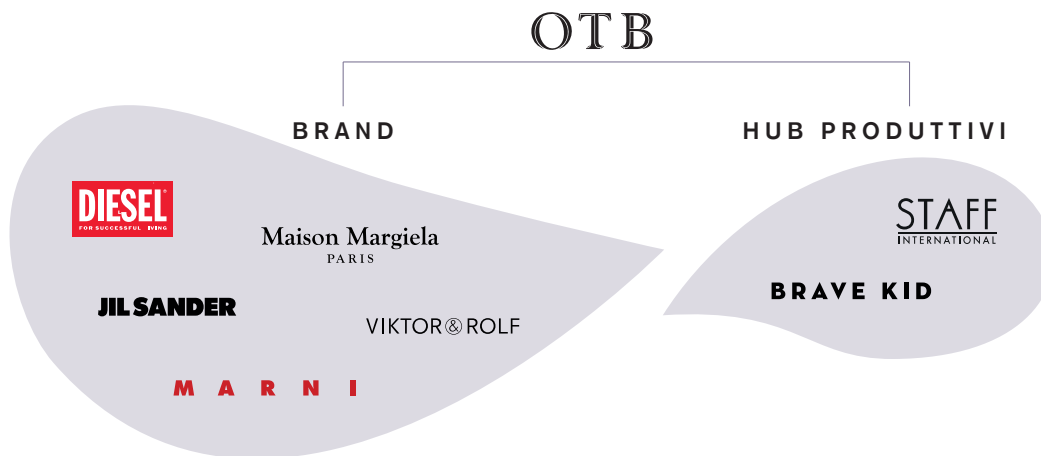 OTB
BRAND
HUB PRODUTTIVI
DIESEL
FOR SUCCESSFUL IVING
Maison Margiela
PARIS
JIL SANDER
VIKTOR&ROLF
MARNI
STAFF
INTERNATIONAL
BRAVE KID